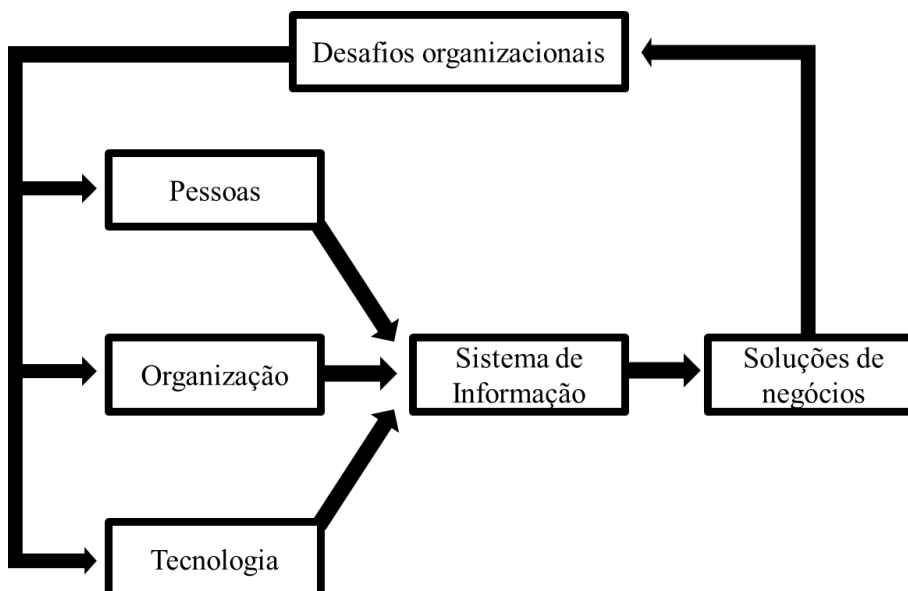 Desafios organizacionais
Pessoas
Organização
Sistema de
Informação
Soluções de
negócios
Tecnologia